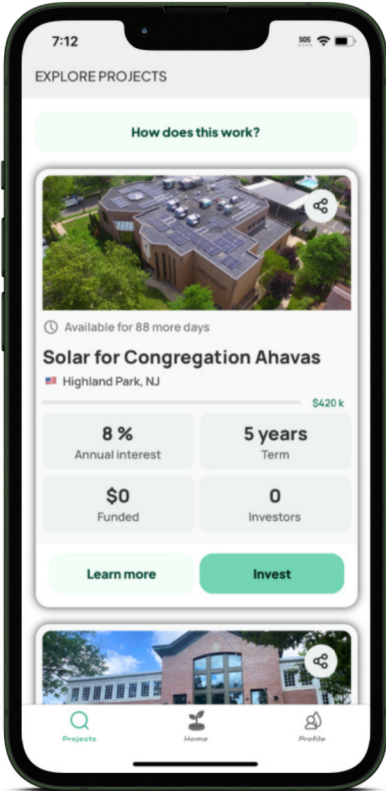 7:12
SOS
EXPLORE PROJECTS
How does this work?
Available for 88 more days
Solar for Congregation Ahavas
Highland Park, NJ
$420 k
8 %
Annual interest
5 years
Term
$0
Funded
0
Investors
Learn more
Invest
Projects
Home
Profile